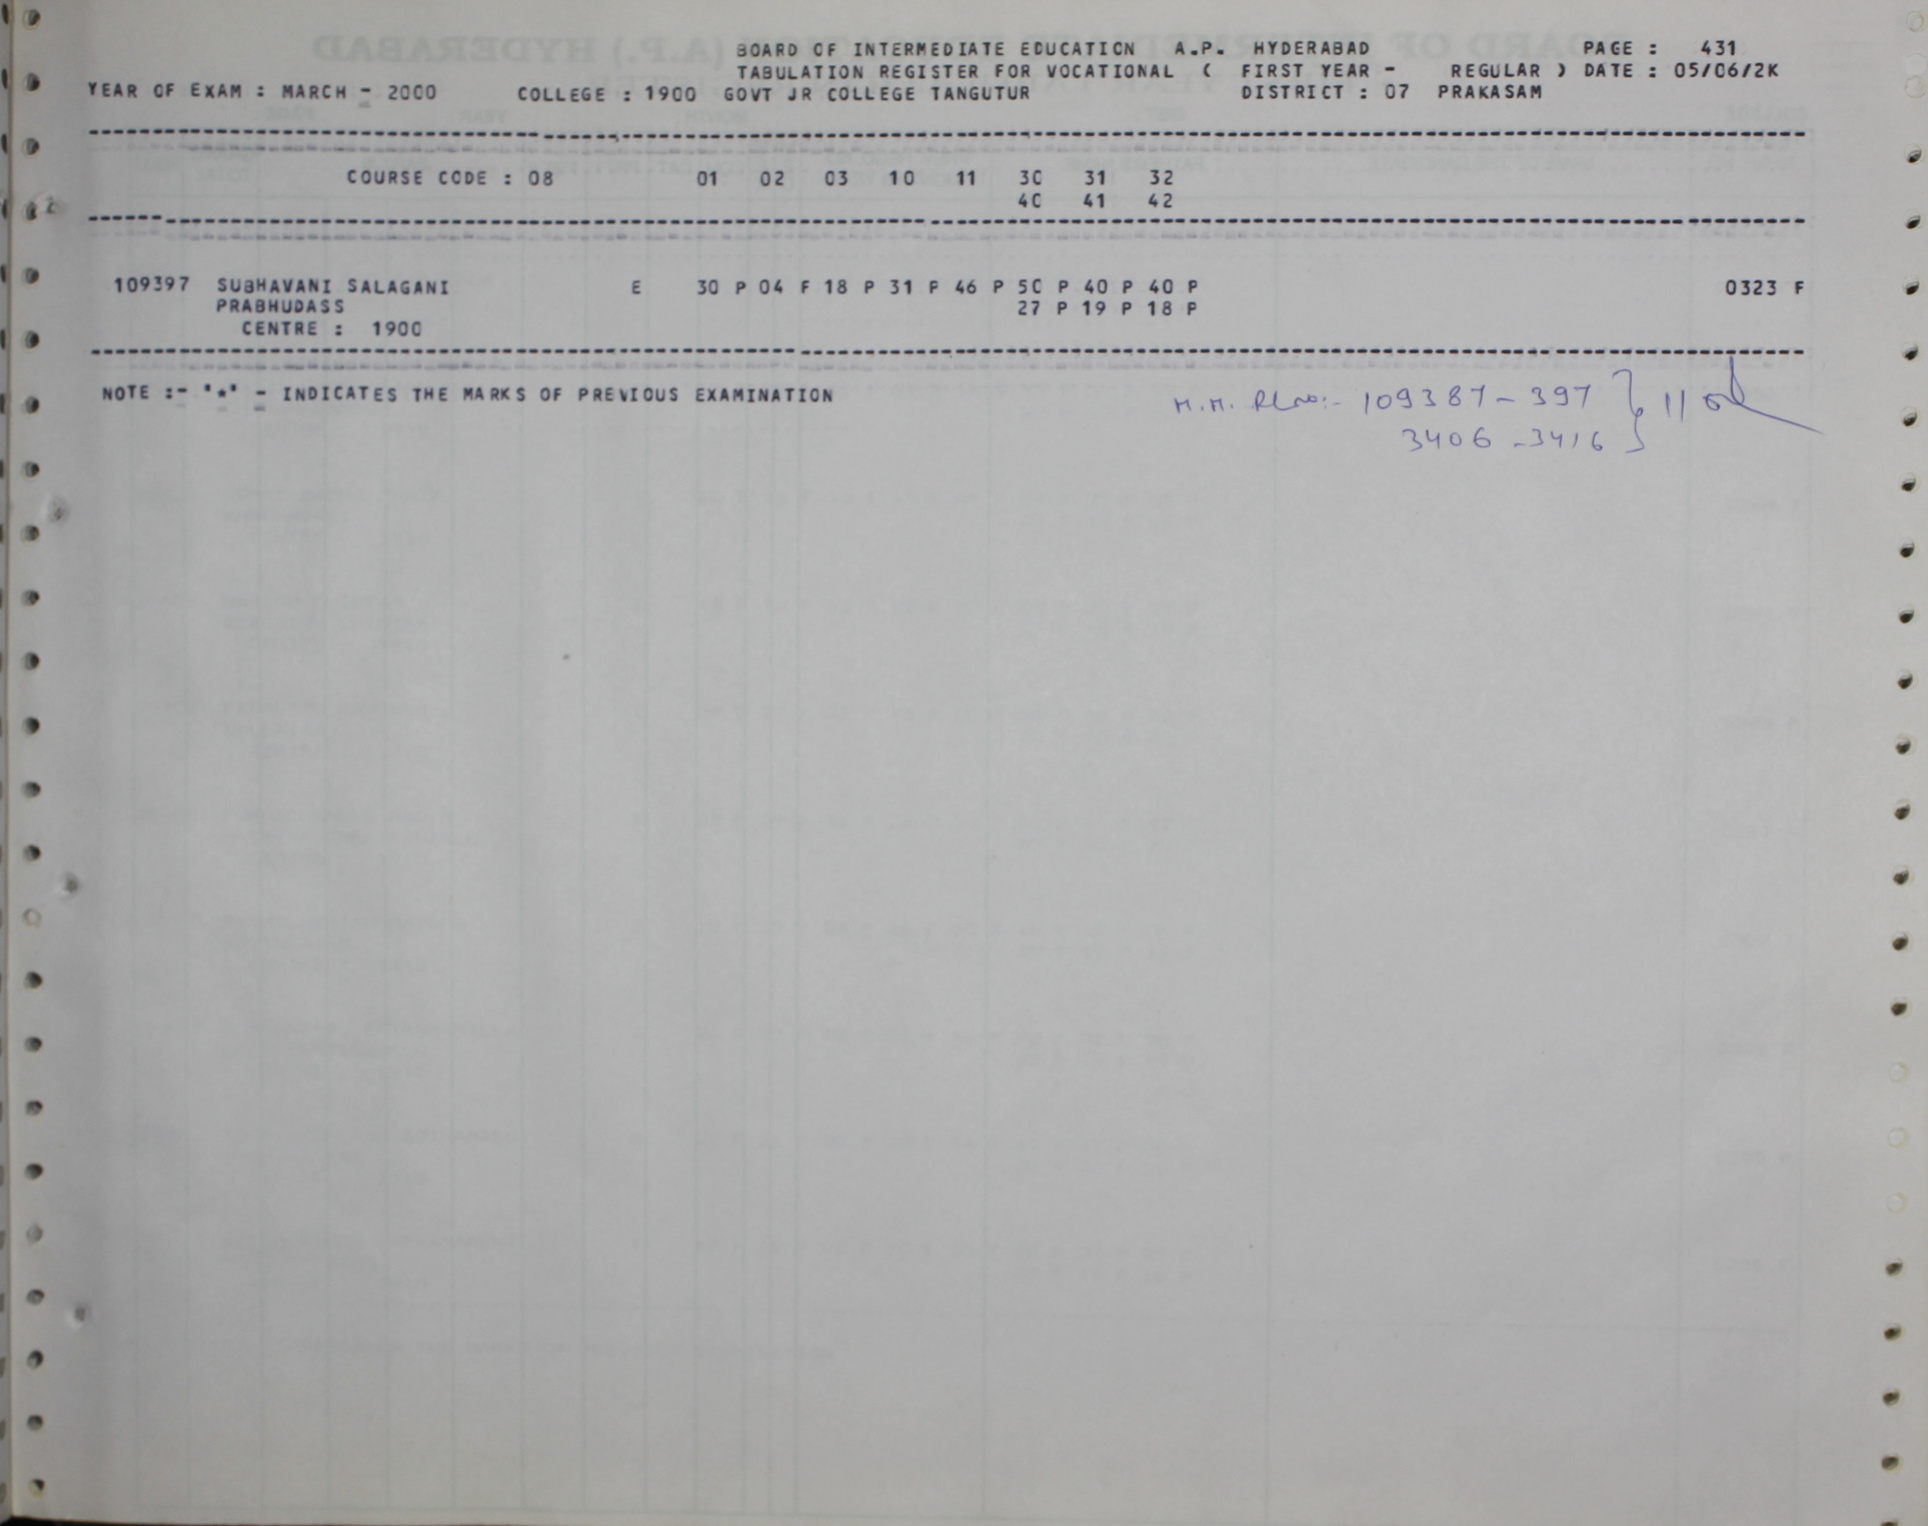 BOARD OF INTERMEDIATE EDUCATION A.P. HYDERABAD PAGE : 431
TABULATION REGISTER FOR VOCATIONAL ( FIRST YEAR - REGULAR ) DATE : 05/06/2K
YEAR OF EXAM : MARCH - 2000 COLLEGE : 1900 GOVT JR COLLEGE TANGUTUR DISTRICT : 07 PRAKASAM
COURSE CODE : 08 01 02 03 10 11 30 31 32
40 41 42
109397 SUBHAVANI SALAGANI E 30 P 04 F 18 P 31 P 46 P 50 P 40 P 40 P 0323 F
PRABHUDASS 27 P 19 P 18 P
CENTRE : 1900
NOTE :- '*' - INDICATES THE MARKS OF PREVIOUS EXAMINATION
M.M. Rl.no:- 109387 - 397 } 11
3406 - 3416